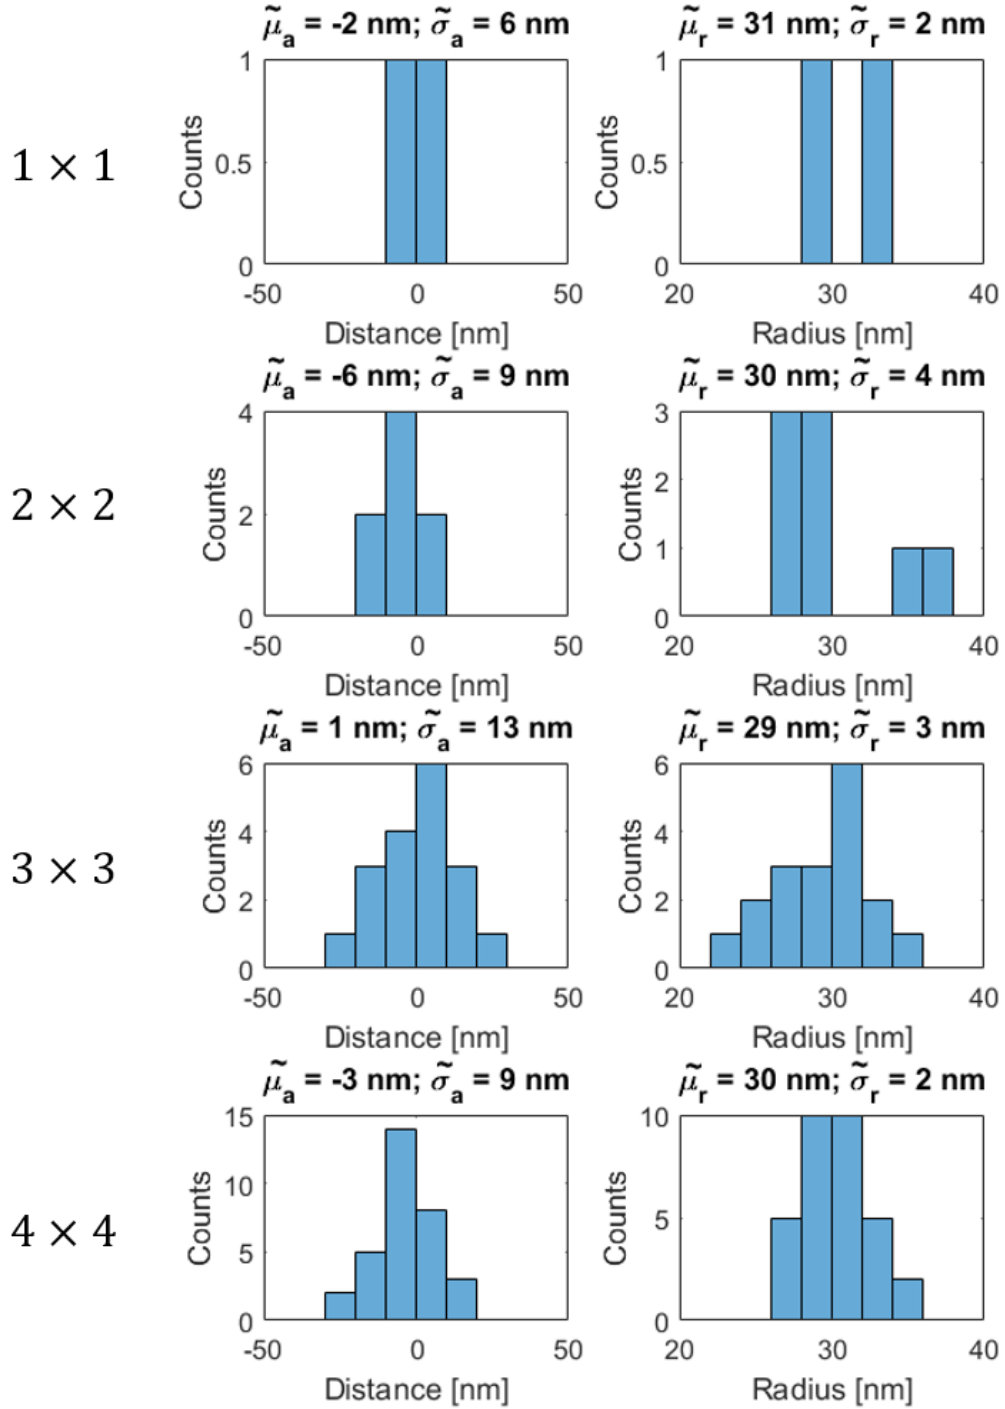 μ̃a = -2 nm; σ̃a = 6 nm
μ̃r = 31 nm; σ̃r = 2 nm
1 × 1
Counts
1
0.5
0
-50 0 50
Distance [nm]
Counts
1
0.5
0
20 30 40
Radius [nm]
μ̃a = -6 nm; σ̃a = 9 nm
μ̃r = 30 nm; σ̃r = 4 nm
2 × 2
Counts
4
2
0
-50 0 50
Distance [nm]
Counts
3
2
1
0
20 30 40
Radius [nm]
μ̃a = 1 nm; σ̃a = 13 nm
μ̃r = 29 nm; σ̃r = 3 nm
3 × 3
Counts
6
4
2
0
-50 0 50
Distance [nm]
Counts
6
4
2
0
20 30 40
Radius [nm]
μ̃a = -3 nm; σ̃a = 9 nm
μ̃r = 30 nm; σ̃r = 2 nm
4 × 4
Counts
15
10
5
0
-50 0 50
Distance [nm]
Counts
10
5
0
20 30 40
Radius [nm]